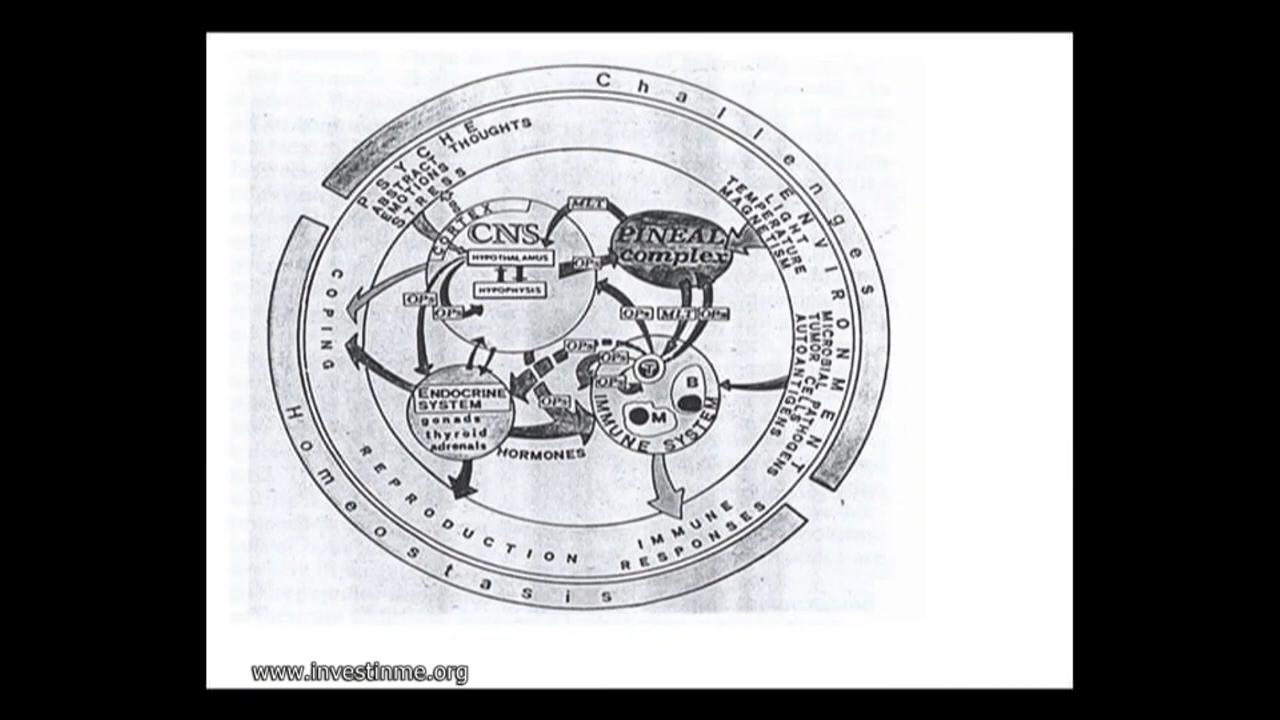 Challenges
PSYCHE
ABSTRACT THOUGHTS
EMOTIONS
STRESS
CORTEX
CNS
HYPOTHALAMUS
HYPOPHYSIS
MLT
PINEAL
complex
OPs
ENVIRONMENT
LIGHT
TEMPERATURE
MAGNETISM
MICROBIAL PATHOGENS
TUMOR CELLS
AUTOANTIGENS
COPING
OPs
OPs
OPs
MLT
OPs
OPs
OPs
OPs
OPs
T
B
M
IMMUNE SYSTEM
ENDOCRINE
SYSTEM
gonads
thyroid
adrenals
HORMONES
REPRODUCTION
IMMUNE
RESPONSES
Homeostasis
www.investinme.org